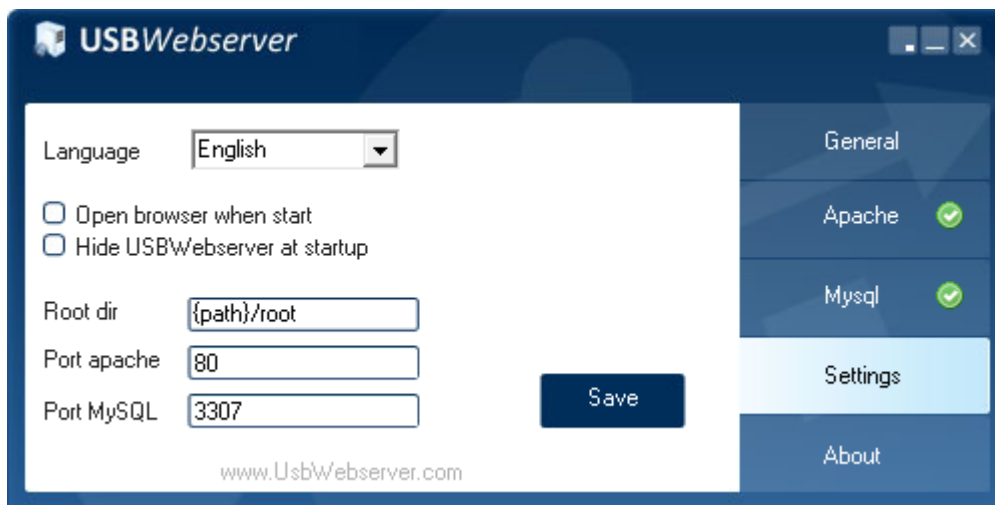 USBWebserver
Language English
Open browser when start
Hide USBWebserver at startup
Root dir {path}/root
Port apache 80
Port MySQL 3307
Save
www.UsbWebserver.com
General
Apache
Mysql
Settings
About